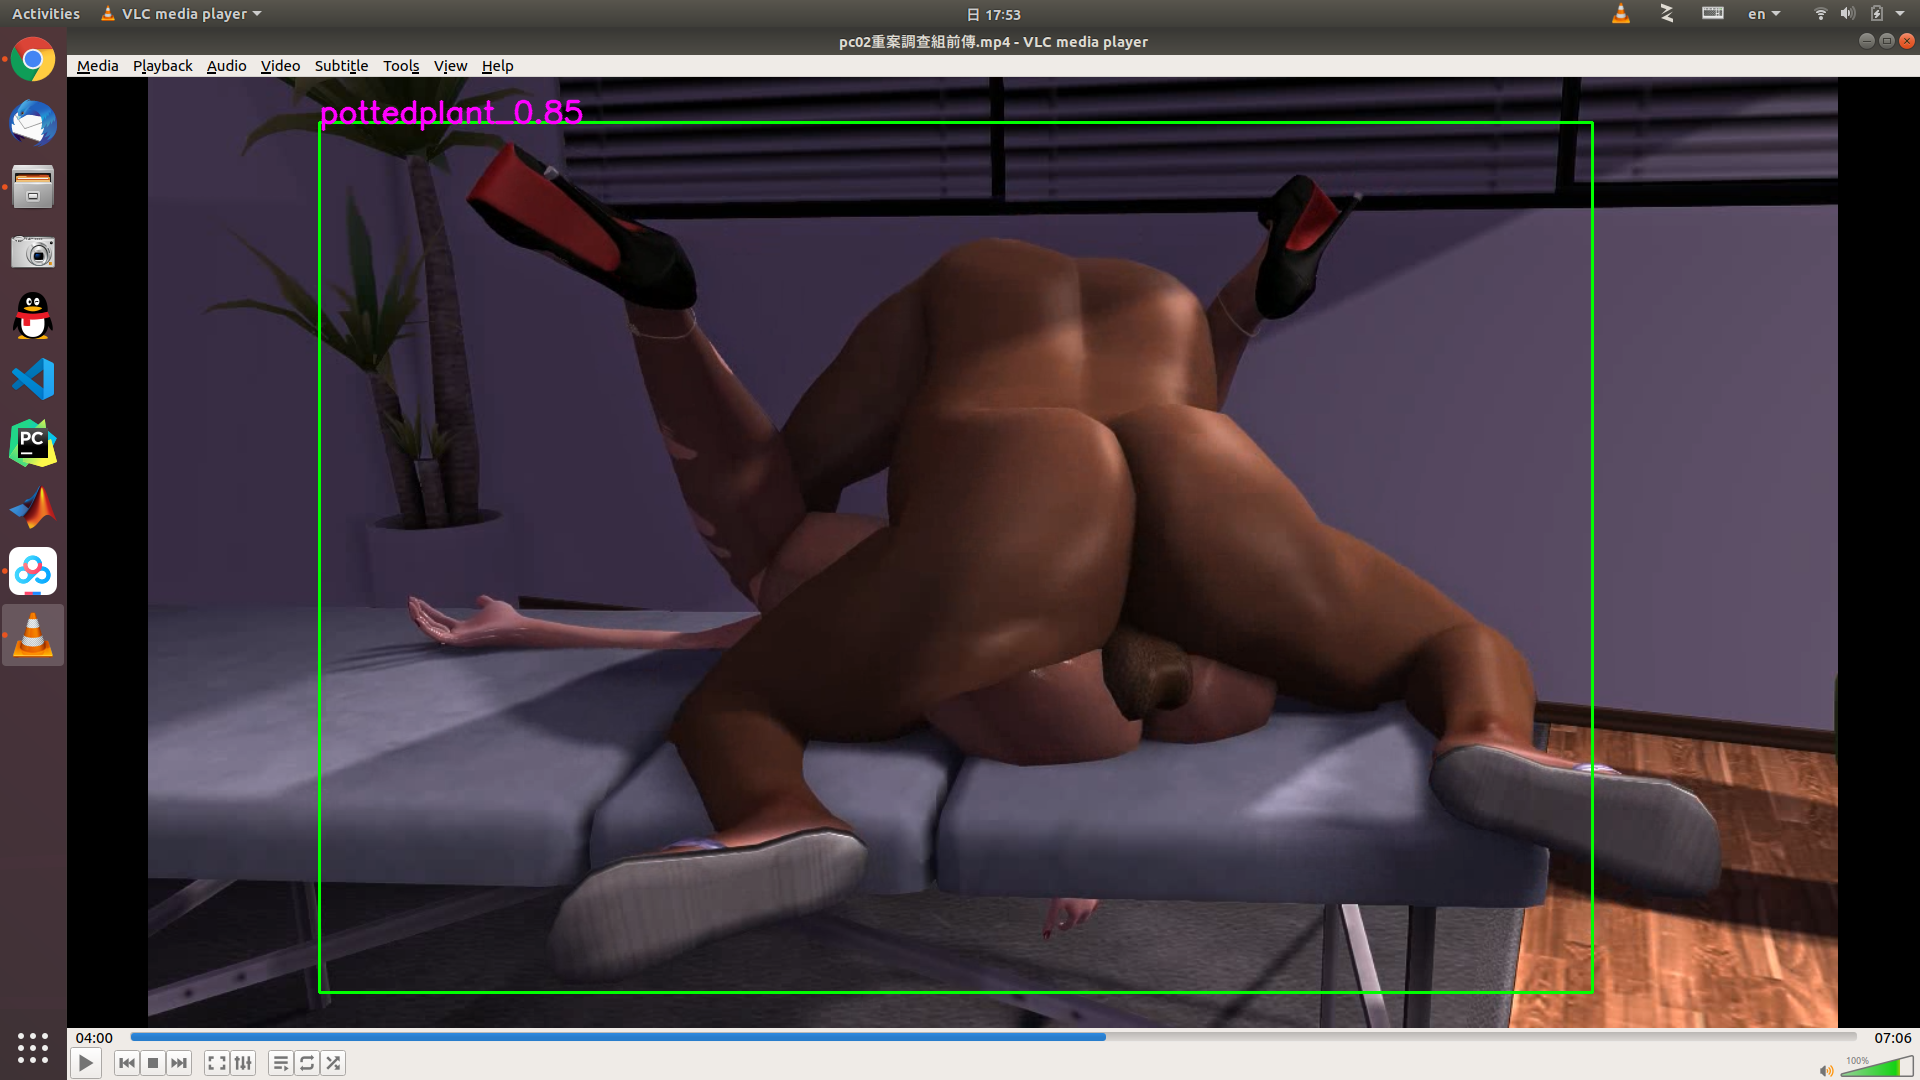 Activities
VLC media player
日 17:53
en
pc02重案調查組前傳.mp4 - VLC media player
Media Playback Audio Video Subtitle Tools View Help
pottedplant 0.85
PC
04:00
07:06
100%